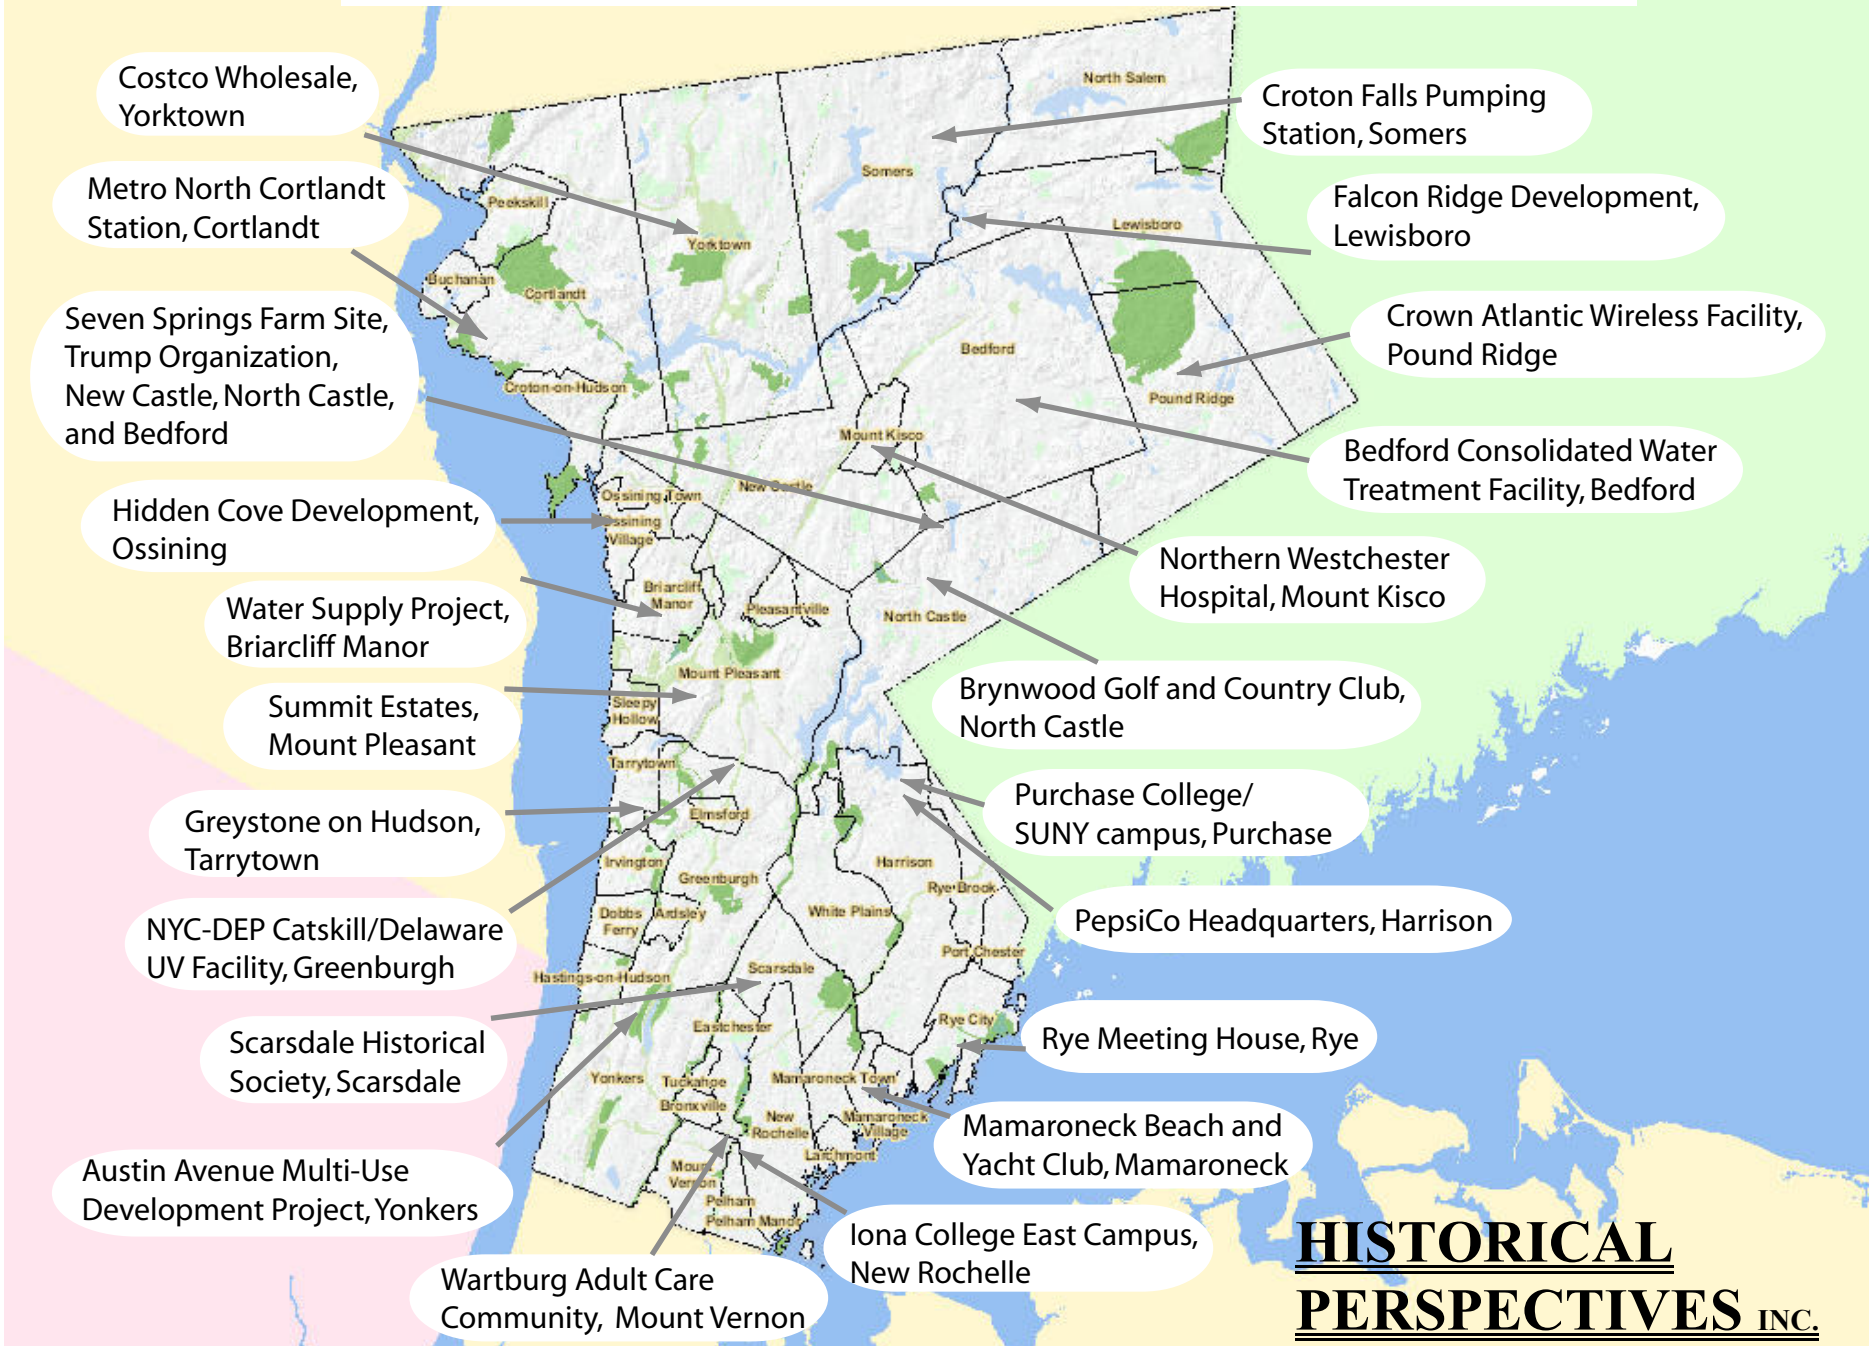 Costco Wholesale,
Yorktown
Metro North Cortlandt
Station, Cortlandt
Seven Springs Farm Site,
Trump Organization,
New Castle, North Castle,
and Bedford
Hidden Cove Development,
Ossining
Water Supply Project,
Briarcliff Manor
Summit Estates,
Mount Pleasant
Greystone on Hudson,
Tarrytown
NYC-DEP Catskill/Delaware
UV Facility, Greenburgh
Scarsdale Historical
Society, Scarsdale
Austin Avenue Multi-Use
Development Project, Yonkers
Wartburg Adult Care
Community, Mount Vernon
Croton Falls Pumping
Station, Somers
Falcon Ridge Development,
Lewisboro
Crown Atlantic Wireless Facility,
Pound Ridge
Bedford Consolidated Water
Treatment Facility, Bedford
Northern Westchester
Hospital, Mount Kisco
Brynwood Golf and Country Club,
North Castle
Purchase College/
SUNY campus, Purchase
PepsiCo Headquarters, Harrison
Rye Meeting House, Rye
Mamaroneck Beach and
Yacht Club, Mamaroneck
Iona College East Campus,
New Rochelle
North Salem
Somers
Peekskill
Yorktown
Lewisboro
Buchanan
Cortlandt
Bedford
Croton-on-Hudson
Pound Ridge
Mount Kisco
New Castle
Ossining Town
Ossining
Village
Briarcliff
Manor
Pleasantville
North Castle
Mount Pleasant
Sleepy
Hollow
Tarrytown
Elmsford
Irvington
Harrison
Greenburgh
Rye Brook
Dobbs
Ferry
Ardsley
White Plains
Port Chester
Scarsdale
Hastings-on-Hudson
Rye City
Eastchester
Yonkers
Tuckahoe
Mamaroneck Town
Bronxville
New
Rochelle
Mamaroneck
Village
Larchmont
Mount
Vernon
Pelham
Pelham Manor
HISTORICAL
PERSPECTIVES INC.